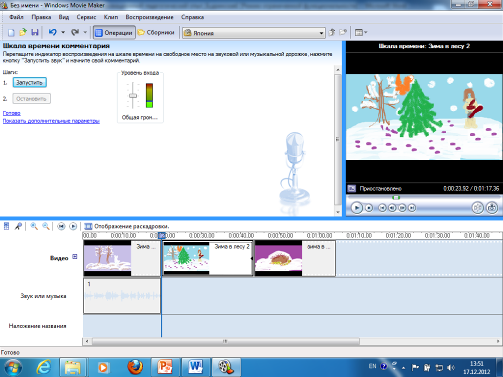 Без имени - Windows Movie Maker
Файл Правка Вид Сервис Клип Воспроизведение Справка
Операции Сборники Япония
Шкала времени комментария
Перетащите индикатор воспроизведения на шкале времени на свободное место на звуковой или музыкальной дорожке, нажмите
кнопку "Запустить звук" и начните свой комментарий.
Шаги:
1. Запустить
2. Остановить
Готово
Показать дополнительные параметры
Уровень входа
Общая гром...
Шкала времени: Зима в лесу 2
Приостановлено 0:00:23,92 / 0:01:17,36
Отображение раскадровки.
00,00 0:00:10,00 0:00 0:00:30,00 0:00:40,00 0:00:50,00 0:01:00,00 0:01:10,00 0:01:20,00 0:01:30,00 0:01:40,00
Видео
Зима ...
Зима в лесу 2
зима в ...
Звук или музыка
1
Наложение названия
Готово
EN
13:51
17.12.2012